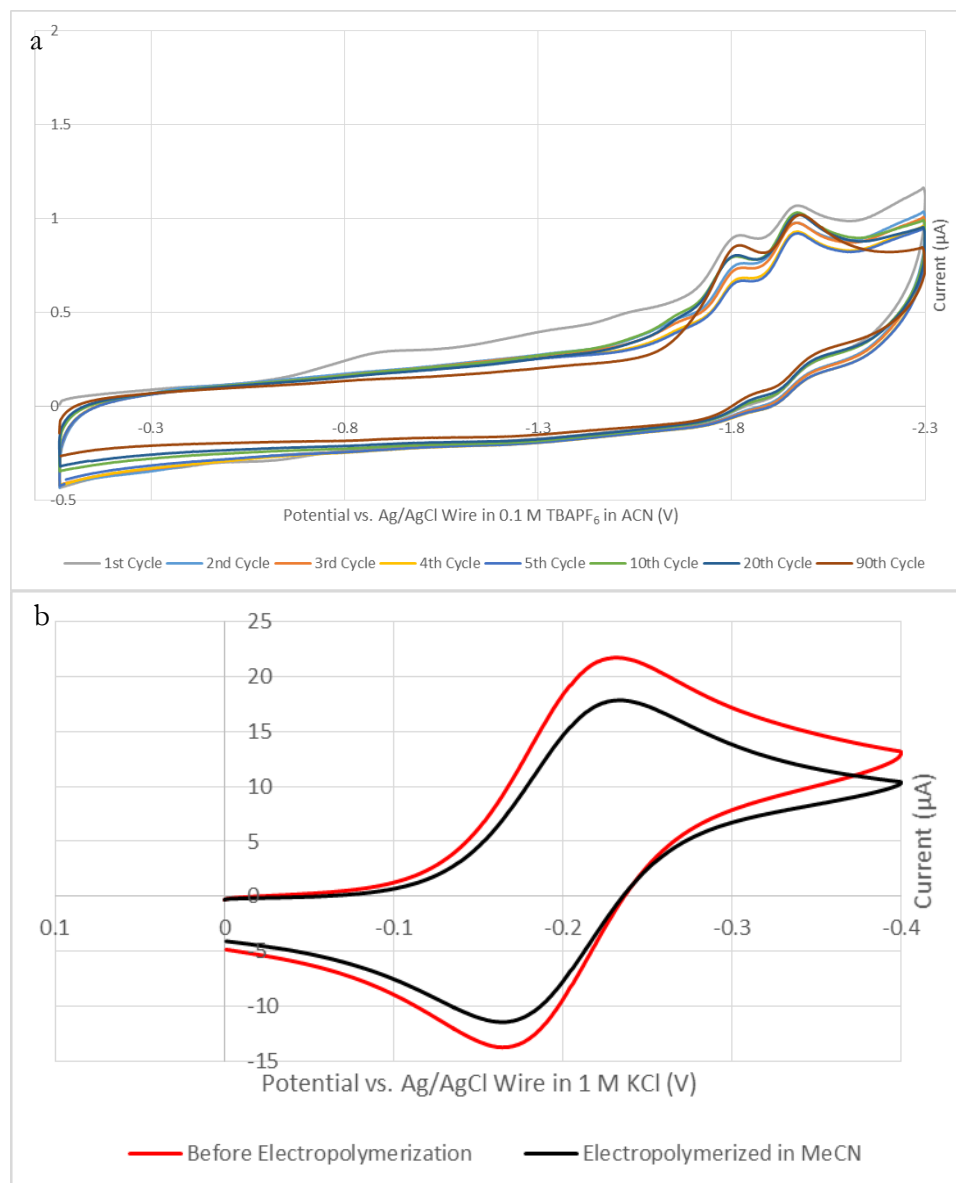 a
2
1.5
1
0.5
0
-0.5
-0.3 -0.8 -1.3 -1.8 -2.3
Current (µA)
Potential vs. Ag/AgCl Wire in 0.1 M TBAPF₆ in ACN (V)
1st Cycle 2nd Cycle 3rd Cycle 4th Cycle 5th Cycle 10th Cycle 20th Cycle 90th Cycle
b
25
20
15
10
5
0
0.1 0 -0.1 -0.2 -0.3 -0.4
-5
-10
-15
Current (µA)
Potential vs. Ag/AgCl Wire in 1 M KCl (V)
Before Electropolymerization Electropolymerized in MeCN